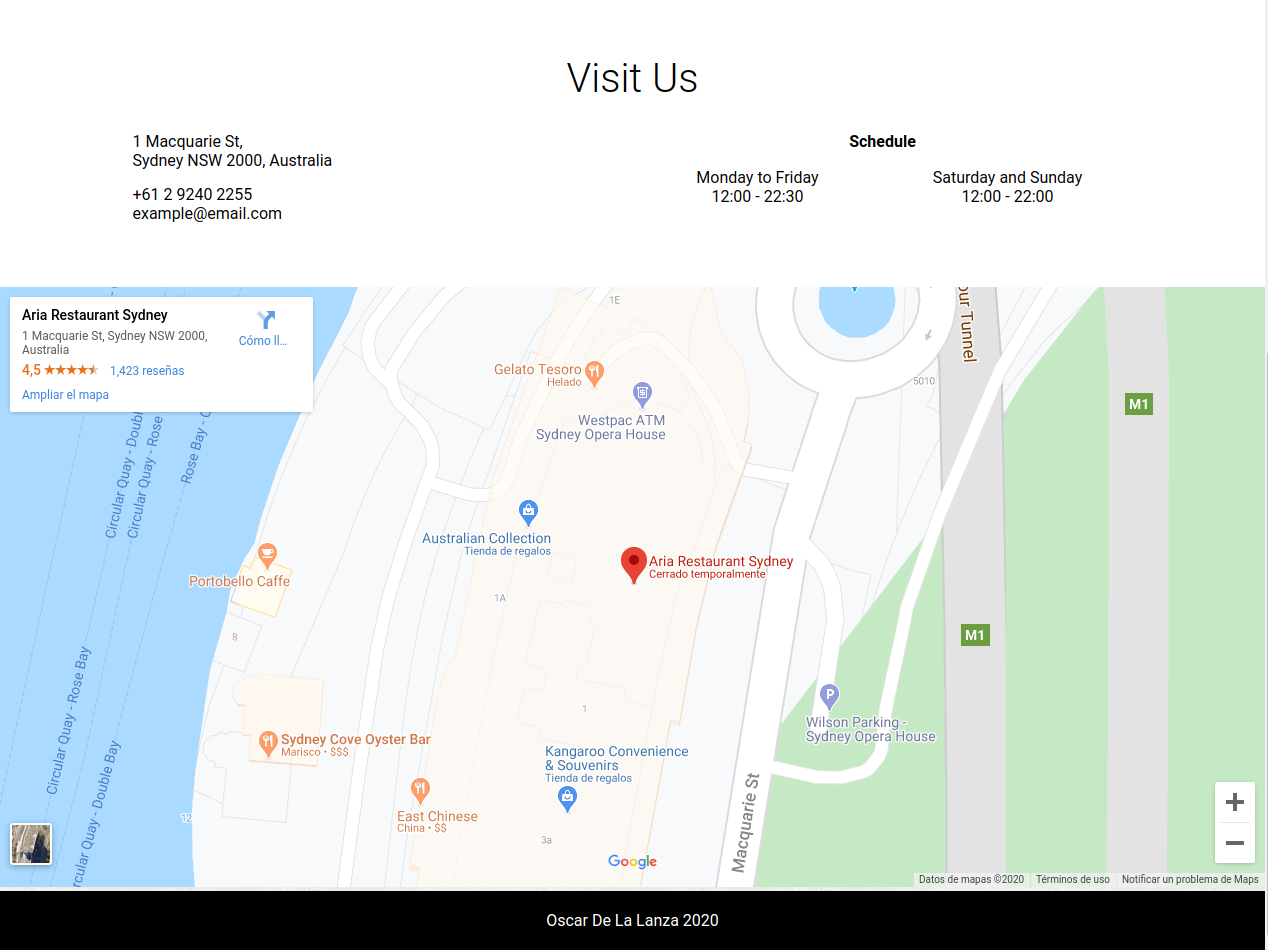 Visit Us
1 Macquarie St,
Sydney NSW 2000, Australia
+61 2 9240 2255
example@email.com
Schedule
Monday to Friday
12:00 - 22:30
Saturday and Sunday
12:00 - 22:00
Aria Restaurant Sydney
1 Macquarie St, Sydney NSW 2000,
Australia
4,5
1,423 reseñas
Ampliar el mapa
Cómo ll...
1E
our Tunnel
Gelato Tesoro
Helado
5010
M1
Westpac ATM
Sydney Opera House
Circular Quay - Doubl
Circular Quay - Rose
Rose Bay - C
Australian Collection
Tienda de regalos
Aria Restaurant Sydney
Cerrado temporalmente
Portobello Caffe
1A
8
M1
Circular Quay - Rose Bay
1
Wilson Parking -
Sydney Opera House
Sydney Cove Oyster Bar
Marisco • $$$
Kangaroo Convenience
& Souvenirs
Tienda de regalos
East Chinese
China • $$
12
rcular Quay - Double Bay
3a
Macquarie St
Google
Datos de mapas ©2020
Términos de uso
Notificar un problema de Maps
Oscar De La Lanza 2020